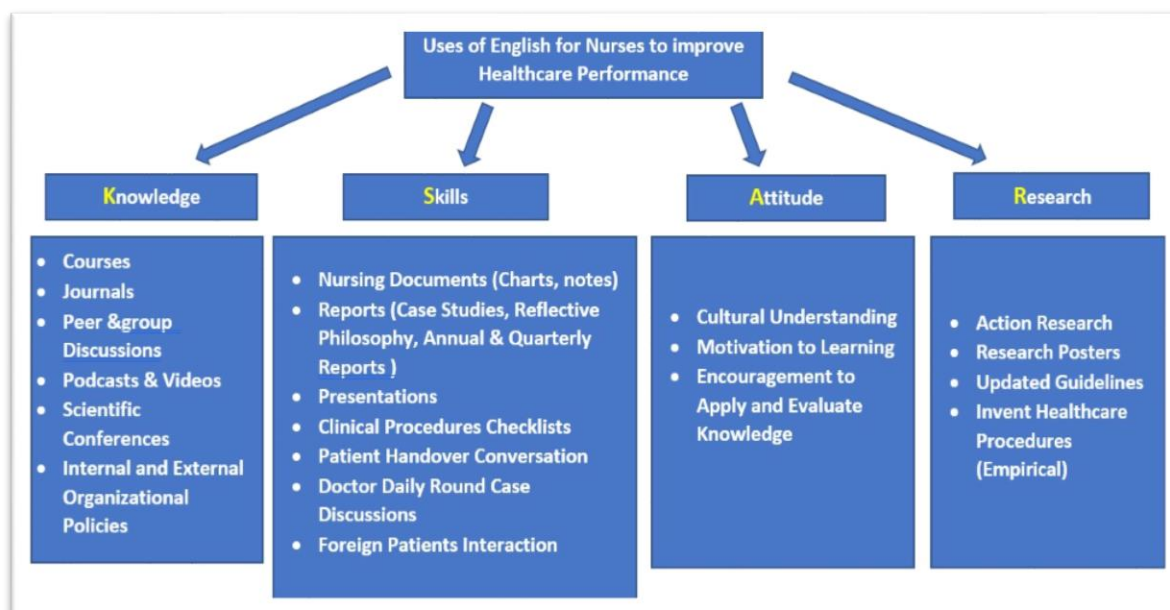 Uses of English for Nurses to improve
Healthcare Performance
Knowledge
Skills
Attitude
Research
• Courses
• Journals
• Peer &group
Discussions
• Podcasts & Videos
• Scientific
Conferences
• Internal and External
Organizational
Policies
• Nursing Documents (Charts, notes)
• Reports (Case Studies, Reflective
Philosophy, Annual & Quarterly
Reports )
• Presentations
• Clinical Procedures Checklists
• Patient Handover Conversation
• Doctor Daily Round Case
Discussions
• Foreign Patients Interaction
• Cultural Understanding
• Motivation to Learning
• Encouragement to
Apply and Evaluate
Knowledge
• Action Research
• Research Posters
• Updated Guidelines
• Invent Healthcare
Procedures
(Empirical)